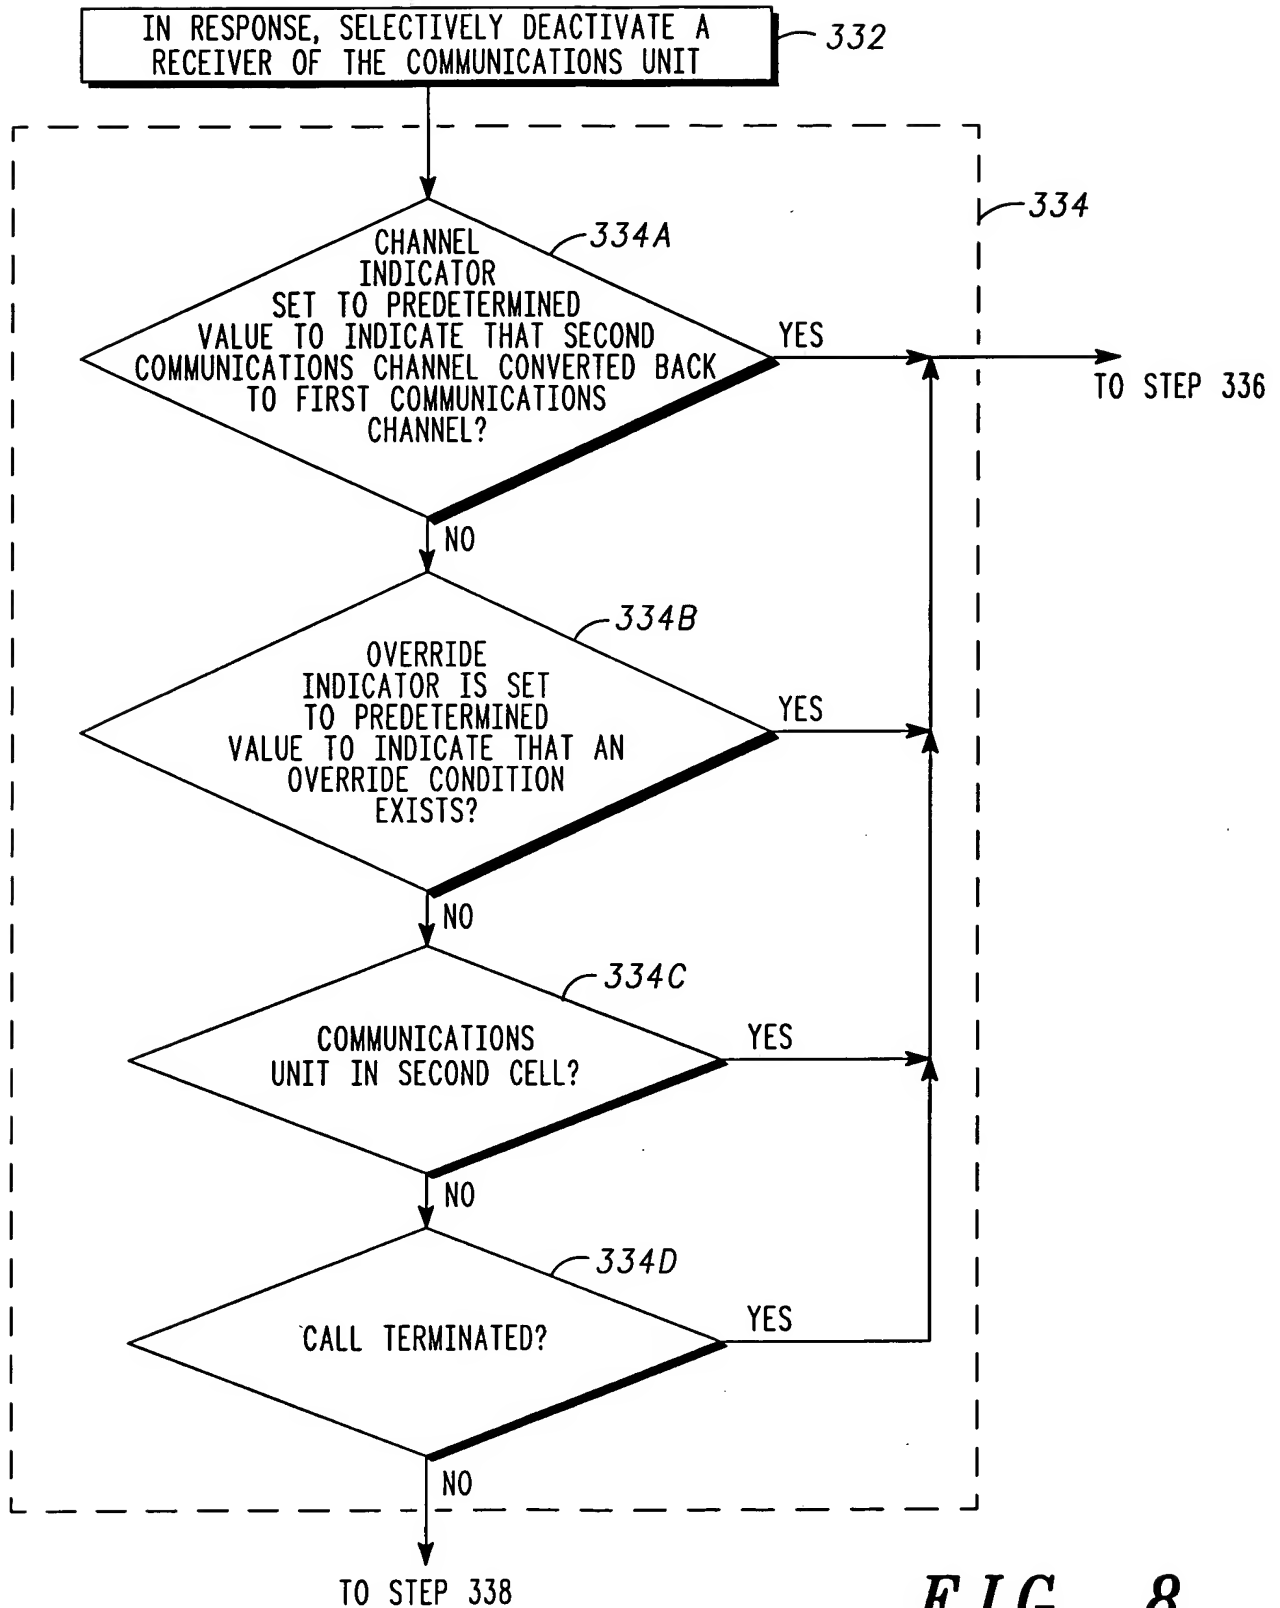 IN RESPONSE, SELECTIVELY DEACTIVATE A
RECEIVER OF THE COMMUNICATIONS UNIT
332
334
334A
CHANNEL
INDICATOR
SET TO PREDETERMINED
VALUE TO INDICATE THAT SECOND
COMMUNICATIONS CHANNEL CONVERTED BACK
TO FIRST COMMUNICATIONS
CHANNEL?
YES
TO STEP 336
NO
334B
OVERRIDE
INDICATOR IS SET
TO PREDETERMINED
VALUE TO INDICATE THAT AN
OVERRIDE CONDITION
EXISTS?
YES
NO
334C
COMMUNICATIONS
UNIT IN SECOND CELL?
YES
NO
334D
CALL TERMINATED?
YES
NO
TO STEP 338
FIG. 8